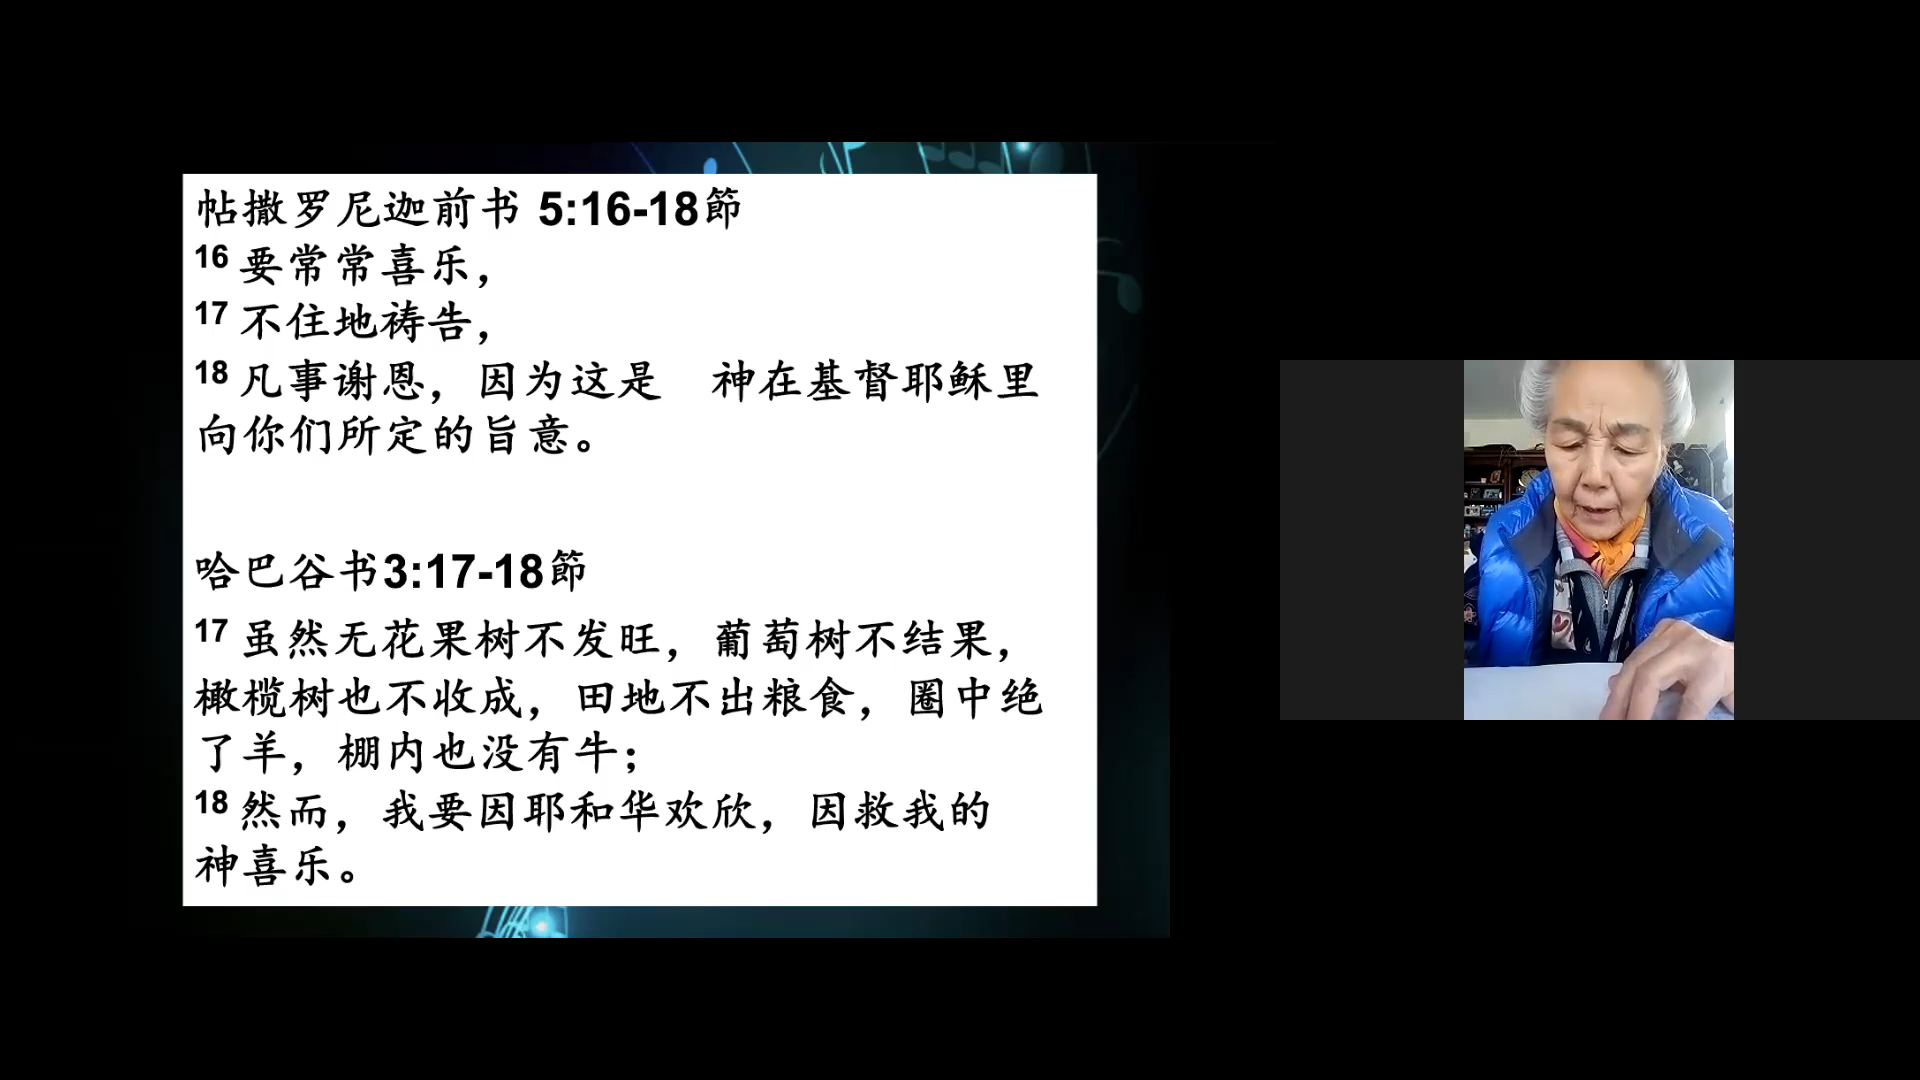 帖撒罗尼迦前书 5:16-18節
16 要常常喜乐，
17 不住地祷告，
18 凡事谢恩，因为这是　神在基督耶稣里
向你们所定的旨意。
哈巴谷书3:17-18節
17 虽然无花果树不发旺，葡萄树不结果，
橄榄树也不收成，田地不出粮食，圈中绝
了羊，棚内也没有牛；
18 然而，我要因耶和华欢欣，因救我的
神喜乐。